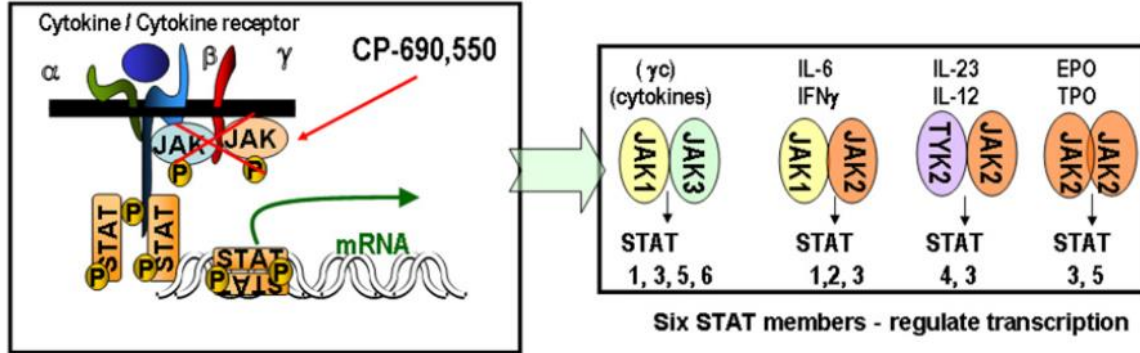 Cytokine / Cytokine receptor
α β γ
CP-690,550
JAK JAK
P P
STAT P STAT
P P
mRNA
STAT
P P
STAT
(γc) IL-6 IL-23 EPO
(cytokines) IFNγ IL-12 TPO
JAK1 JAK3 JAK1 JAK2 TYK2 JAK2 JAK2 JAK2
STAT STAT STAT STAT
1, 3, 5, 6 1,2, 3 4, 3 3, 5
Six STAT members - regulate transcription